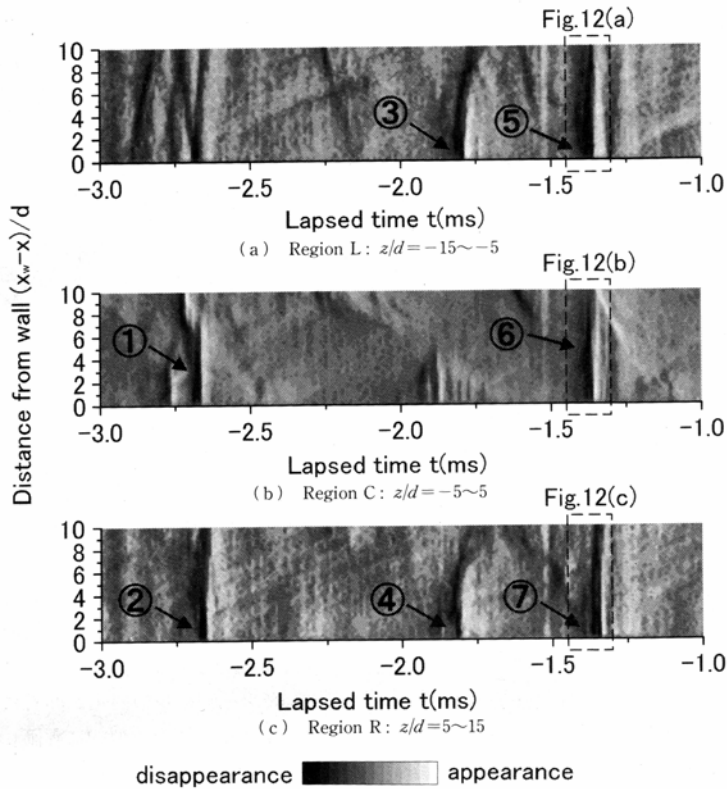 Fig.12(a)
10
8
6
4
2
0
③
⑤
-3.0 -2.5 -2.0 -1.5 -1.0
Lapsed time t(ms)
(a) Region L: z/d=-15~-5
Distance from wall (xw-x)/d
Fig.12(b)
10
8
6
4
2
0
①
⑥
-3.0 -2.5 -2.0 -1.5 -1.0
Lapsed time t(ms)
(b) Region C: z/d=-5~5
Fig.12(c)
10
8
6
4
2
0
②
④
⑦
-3.0 -2.5 -2.0 -1.5 -1.0
Lapsed time t(ms)
(c) Region R: z/d=5~15
disappearance appearance